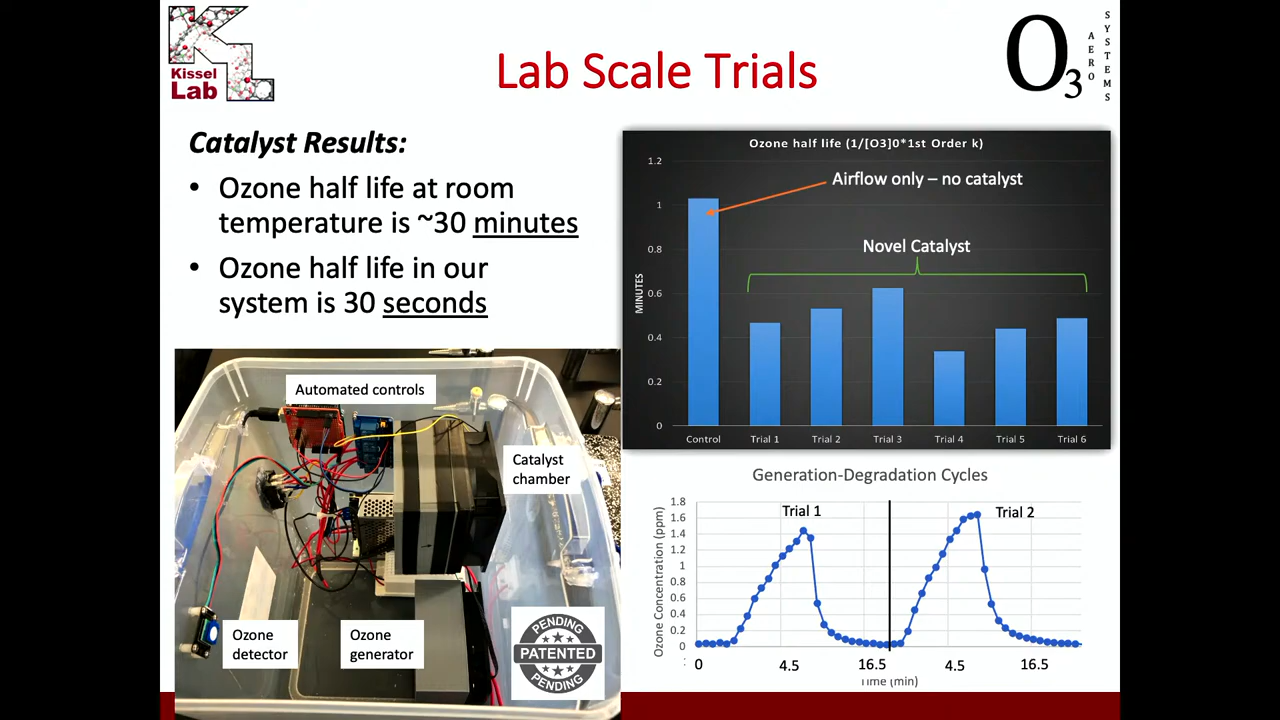 Kissel
Lab
Lab Scale Trials
O3
AERO
SYSTEMS
Catalyst Results:
• Ozone half life at room
temperature is ~30 minutes
• Ozone half life in our
system is 30 seconds
Ozone half life (1/[O3]0*1st Order k)
Airflow only – no catalyst
Novel Catalyst
MINUTES
1.2
1
0.8
0.6
0.4
0.2
0
Control Trial 1 Trial 2 Trial 3 Trial 4 Trial 5 Trial 6
Automated controls
Catalyst
chamber
Ozone
detector
Ozone
generator
PENDING
PATENTED
PENDING
Generation-Degradation Cycles
Trial 1 Trial 2
Ozone Concentration (ppm)
1.8
1.6
1.4
1.2
1
0.8
0.6
0.4
0.2
0
0 4.5 16.5 4.5 16.5
Time (min)